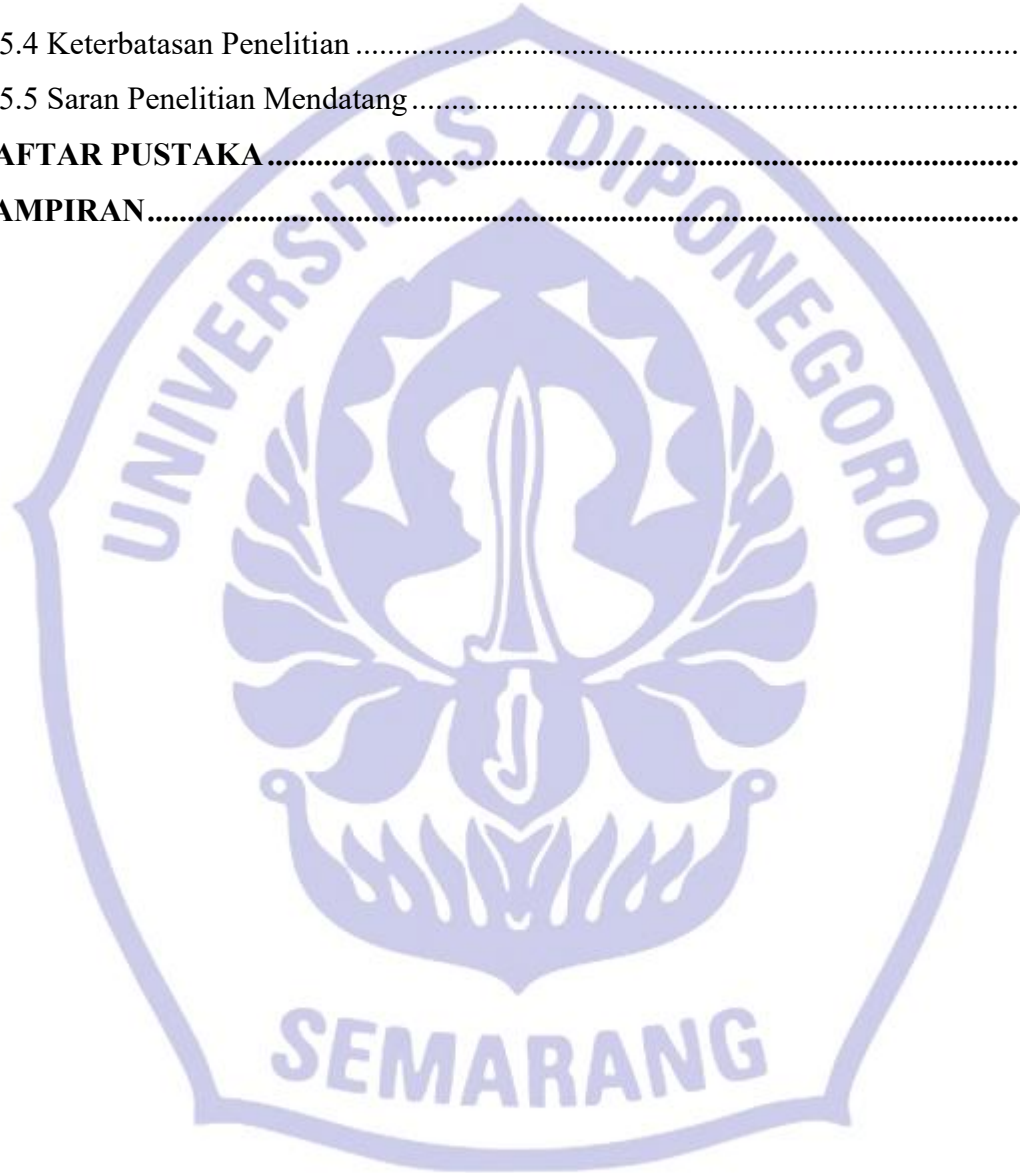 5.4 Keterbatasan Penelitian ....................................................................................
5.5 Saran Penelitian Mendatang.............................................................................
AFTAR PUSTAKA...............................................................................................
AMPIRAN..............................................................................................................
UNIVERSITAS DIPONEGORO
SEMARANG